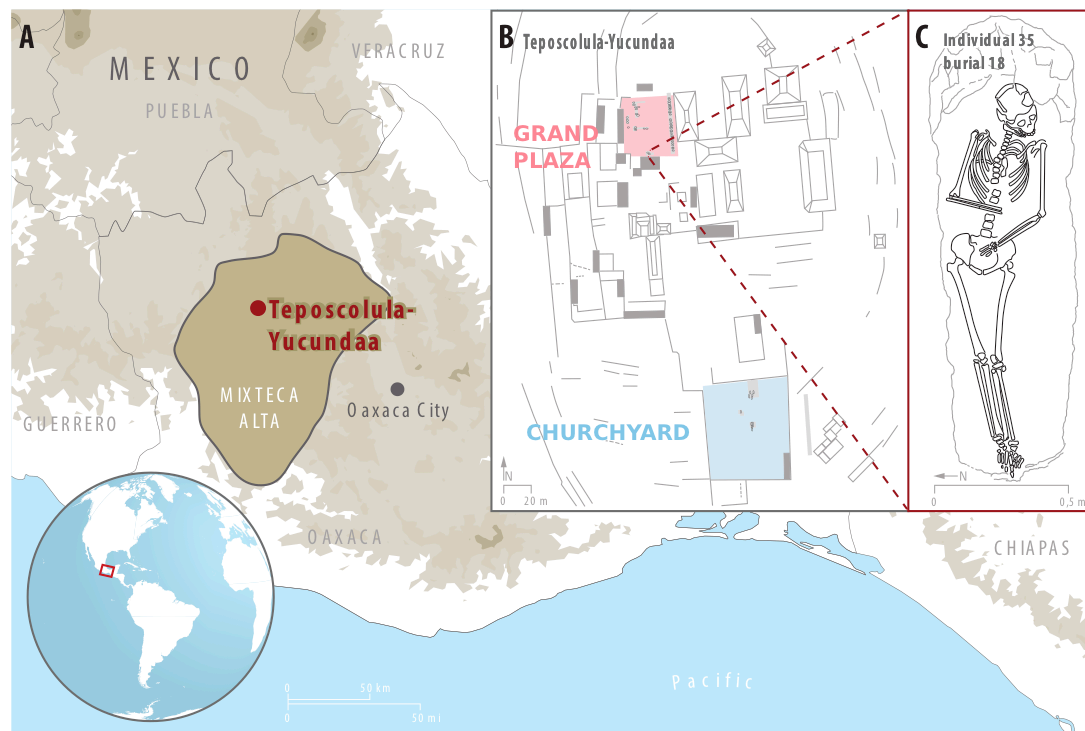 A
MEXICO
PUEBLA
VERACRUZ
Teposcolula-
Yucundaa
MIXTECA
ALTA
Oaxaca City
GUERRERO
OAXACA
CHIAPAS
Pacific
0 50 km
0 50 mi
B Teposcolula-Yucundaa
GRAND
PLAZA
CHURCHYARD
N
0 20 m
C Individual 35
burial 18
N
0 0,5 m